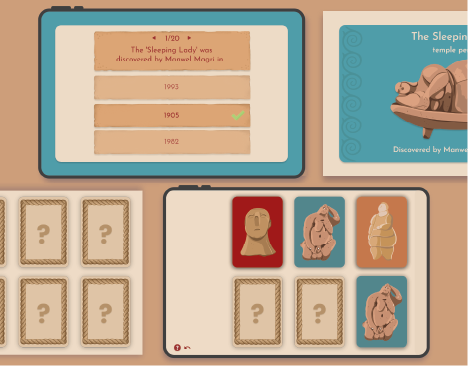 1/20
The 'Sleeping Lady' was
discovered by Manwel Magri in
1993
1905
1982
The Sleepin
temple pe
Discovered by Manwe
?
?
?
?
?
?
?